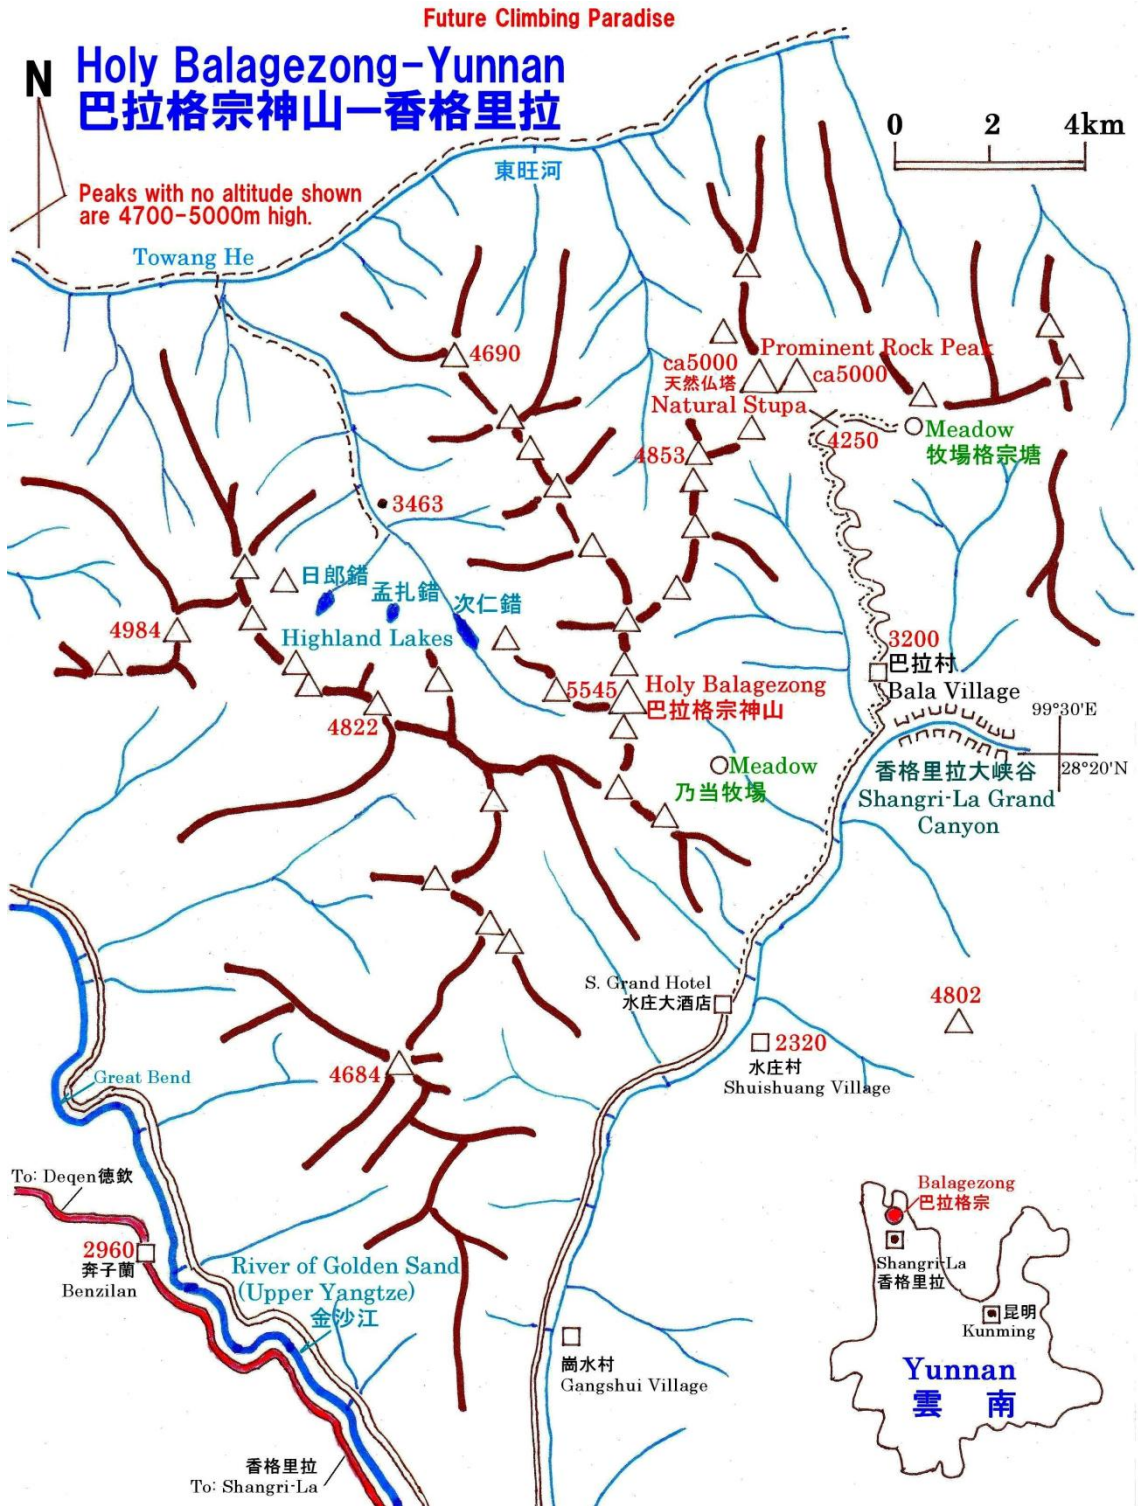 Future Climbing Paradise
Holy Balagezong-Yunnan
巴拉格宗神山ー香格里拉
N
Peaks with no altitude shown
are 4700-5000m high.
0 2 4km
東旺河
Towang He
4690
ca5000
天然仏塔
Natural Stupa
Prominent Rock Peak
ca5000
4250
Meadow
牧場格宗塘
4853
3463
日郎錯
孟扎錯
次仁錯
Highland Lakes
4984
4822
5545
Holy Balagezong
巴拉格宗神山
3200
巴拉村
Bala Village
99°30'E
28°20'N
Meadow
乃当牧場
香格里拉大峡谷
Shangri-La Grand
Canyon
S. Grand Hotel
水庄大酒店
4802
2320
水庄村
Shuishuang Village
4684
Great Bend
To: Deqen德欽
2960
奔子蘭
Benzilan
River of Golden Sand
(Upper Yangtze)
金沙江
崗水村
Gangshui Village
香格里拉
To: Shangri-La
Balagezong
巴拉格宗
Shangri-La
香格里拉
昆明
Kunming
Yunnan
雲 南